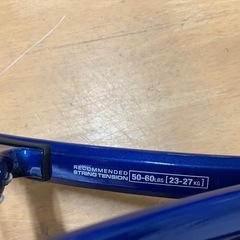 RECOMMENDED
STRING TENSION 50-60LBS [23-27KG]